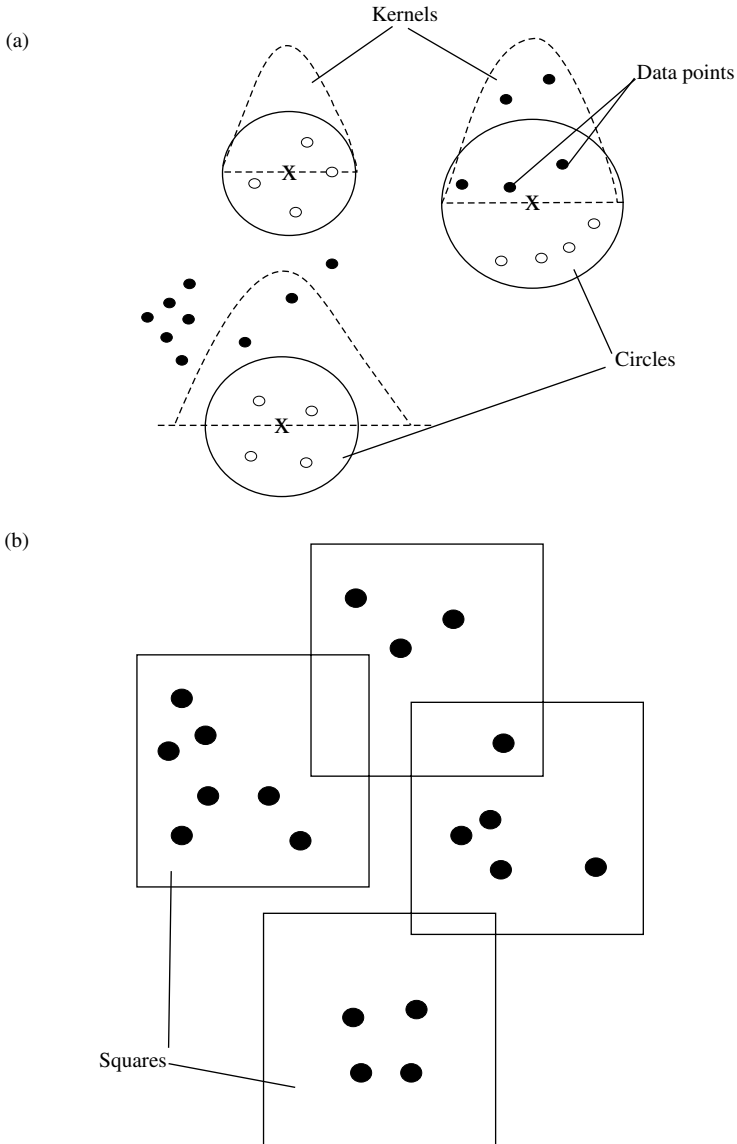 Kernels
(a)
Data points
X
X
Circles
X
(b)
Squares